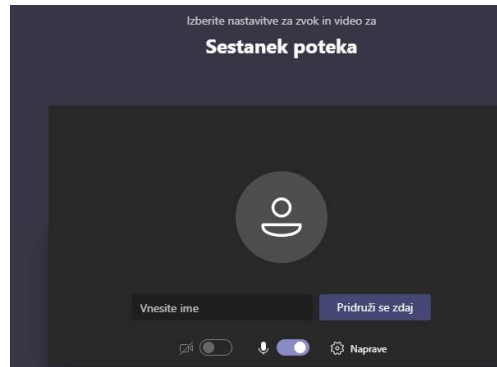 Izberite nastavitve za zvok in video za
Sestanek poteka
Vnesite ime
Pridruži se zdaj
Naprave